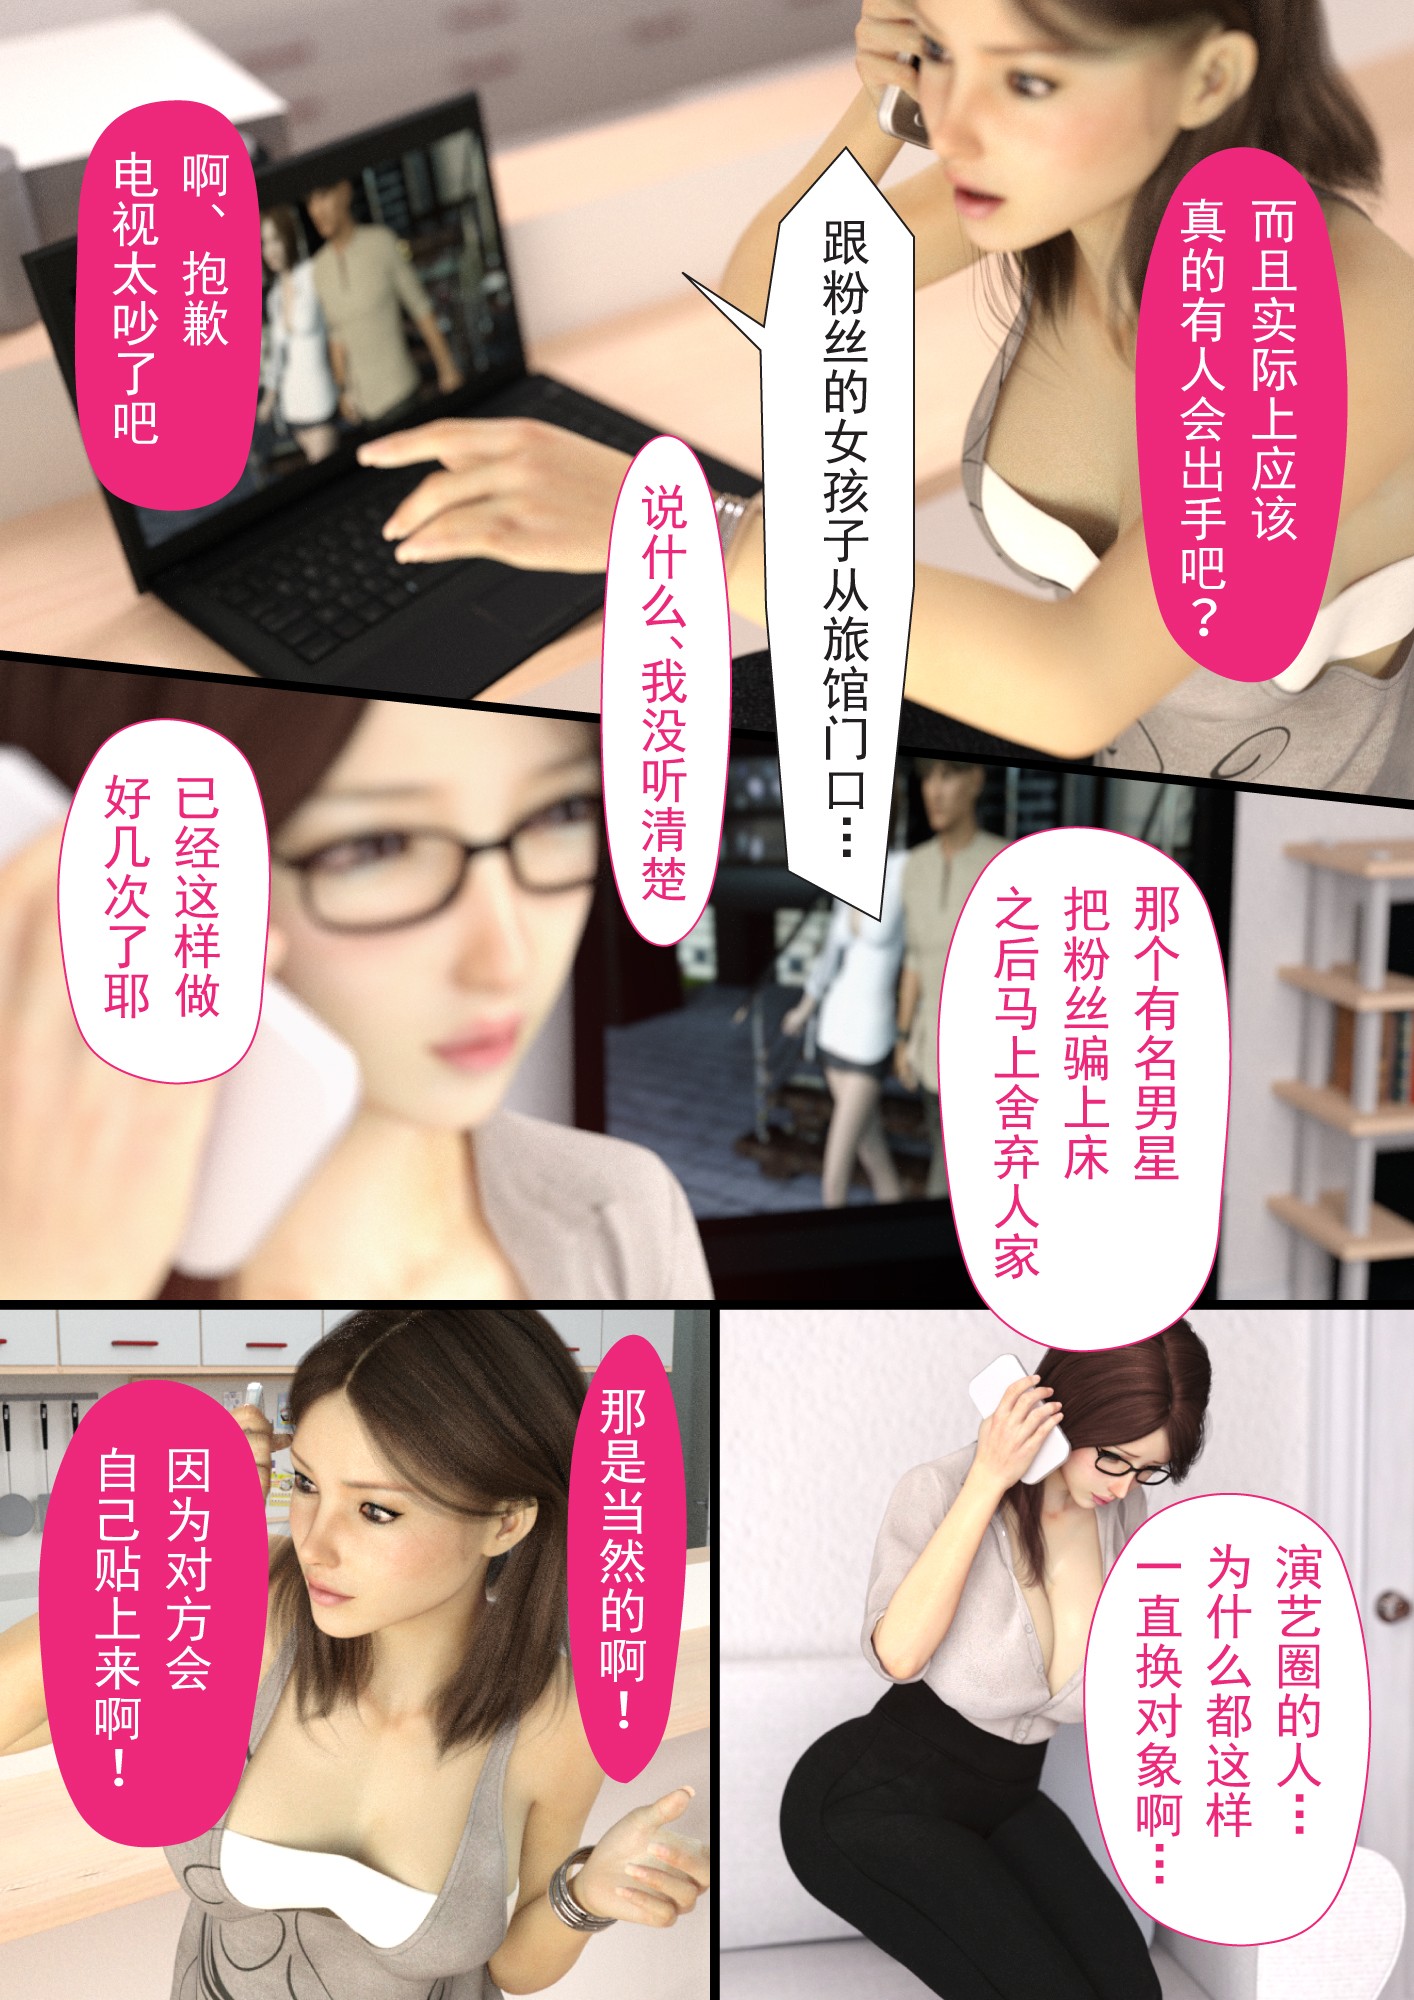 而且实际上应该
真的有人会出手吧？
跟粉丝的女孩子从旅馆门口…
说什么、我没听清楚
啊、抱歉
电视太吵了吧
那个有名男星
把粉丝骗上床
之后马上舍弃人家
已经这样做
好几次了耶
演艺圈的人…
为什么都这样
一直换对象啊…
那是当然的啊！
因为对方会
自己贴上来啊！